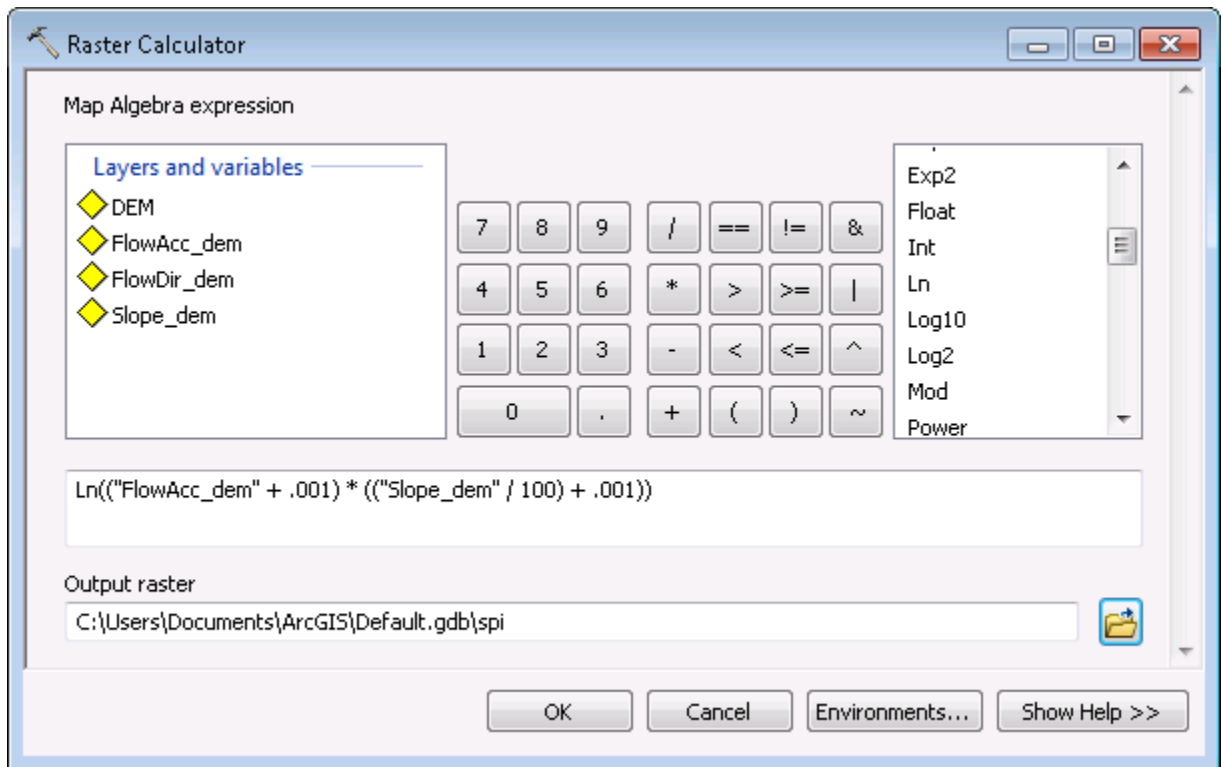 Raster Calculator
Map Algebra expression
Layers and variables
DEM
FlowAcc_dem
FlowDir_dem
Slope_dem
7 8 9 / == != &
4 5 6 * > >= |
1 2 3 - < <= ^
0 . + ( ) ~
Exp2
Float
Int
Ln
Log10
Log2
Mod
Power
Ln(("FlowAcc_dem" + .001) * (("Slope_dem" / 100) + .001))
Output raster
C:\Users\Documents\ArcGIS\Default.gdb\spi
OK Cancel Environments... Show Help >>